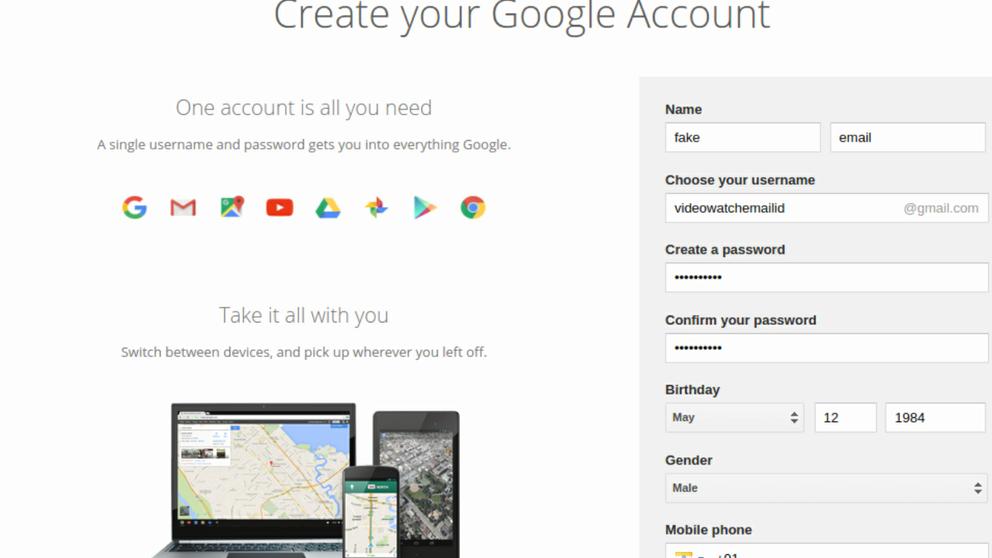 Create your Google Account
One account is all you need
A single username and password gets you into everything Google.
Take it all with you
Switch between devices, and pick up wherever you left off.
Name
fake email
Choose your username
videowatchemailid @gmail.com
Create a password
••••••••••
Confirm your password
••••••••••
Birthday
May 12 1984
Gender
Male
Mobile phone
+91